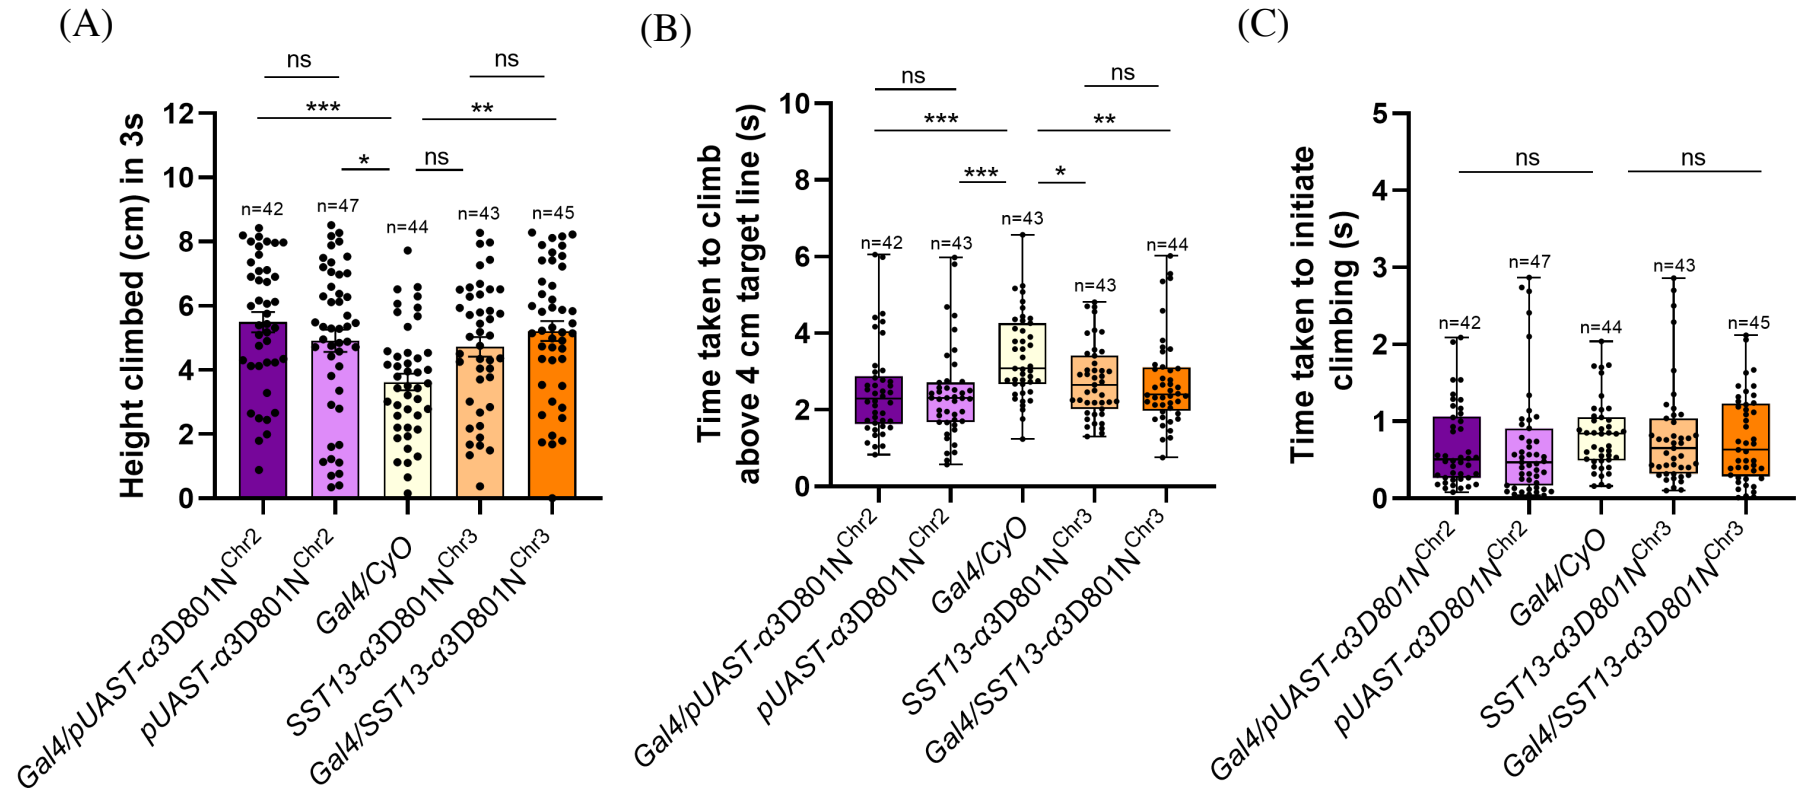 (A)
ns
ns
***
**
*
ns
n=42
n=47
n=44
n=43
n=45
Height climbed (cm) in 3s
12
10
8
6
4
2
0
Gal4/pUAST-α3D801N^Chr2
pUAST-α3D801N^Chr2
Gal4/CyO
SST13-α3D801N^Chr3
Gal4/SST13-α3D801N^Chr3
(B)
ns
ns
***
**
***
*
n=42
n=43
n=43
n=43
n=44
Time taken to climb
above 4 cm target line (s)
10
8
6
4
2
0
Gal4/pUAST-α3D801N^Chr2
pUAST-α3D801N^Chr2
Gal4/CyO
SST13-α3D801N^Chr3
Gal4/SST13-α3D801N^Chr3
(C)
ns
ns
n=42
n=47
n=44
n=43
n=45
Time taken to initiate
climbing (s)
5
4
3
2
1
0
Gal4/pUAST-α3D801N^Chr2
pUAST-α3D801N^Chr2
Gal4/CyO
SST13-α3D801N^Chr3
Gal4/SST13-α3D801N^Chr3